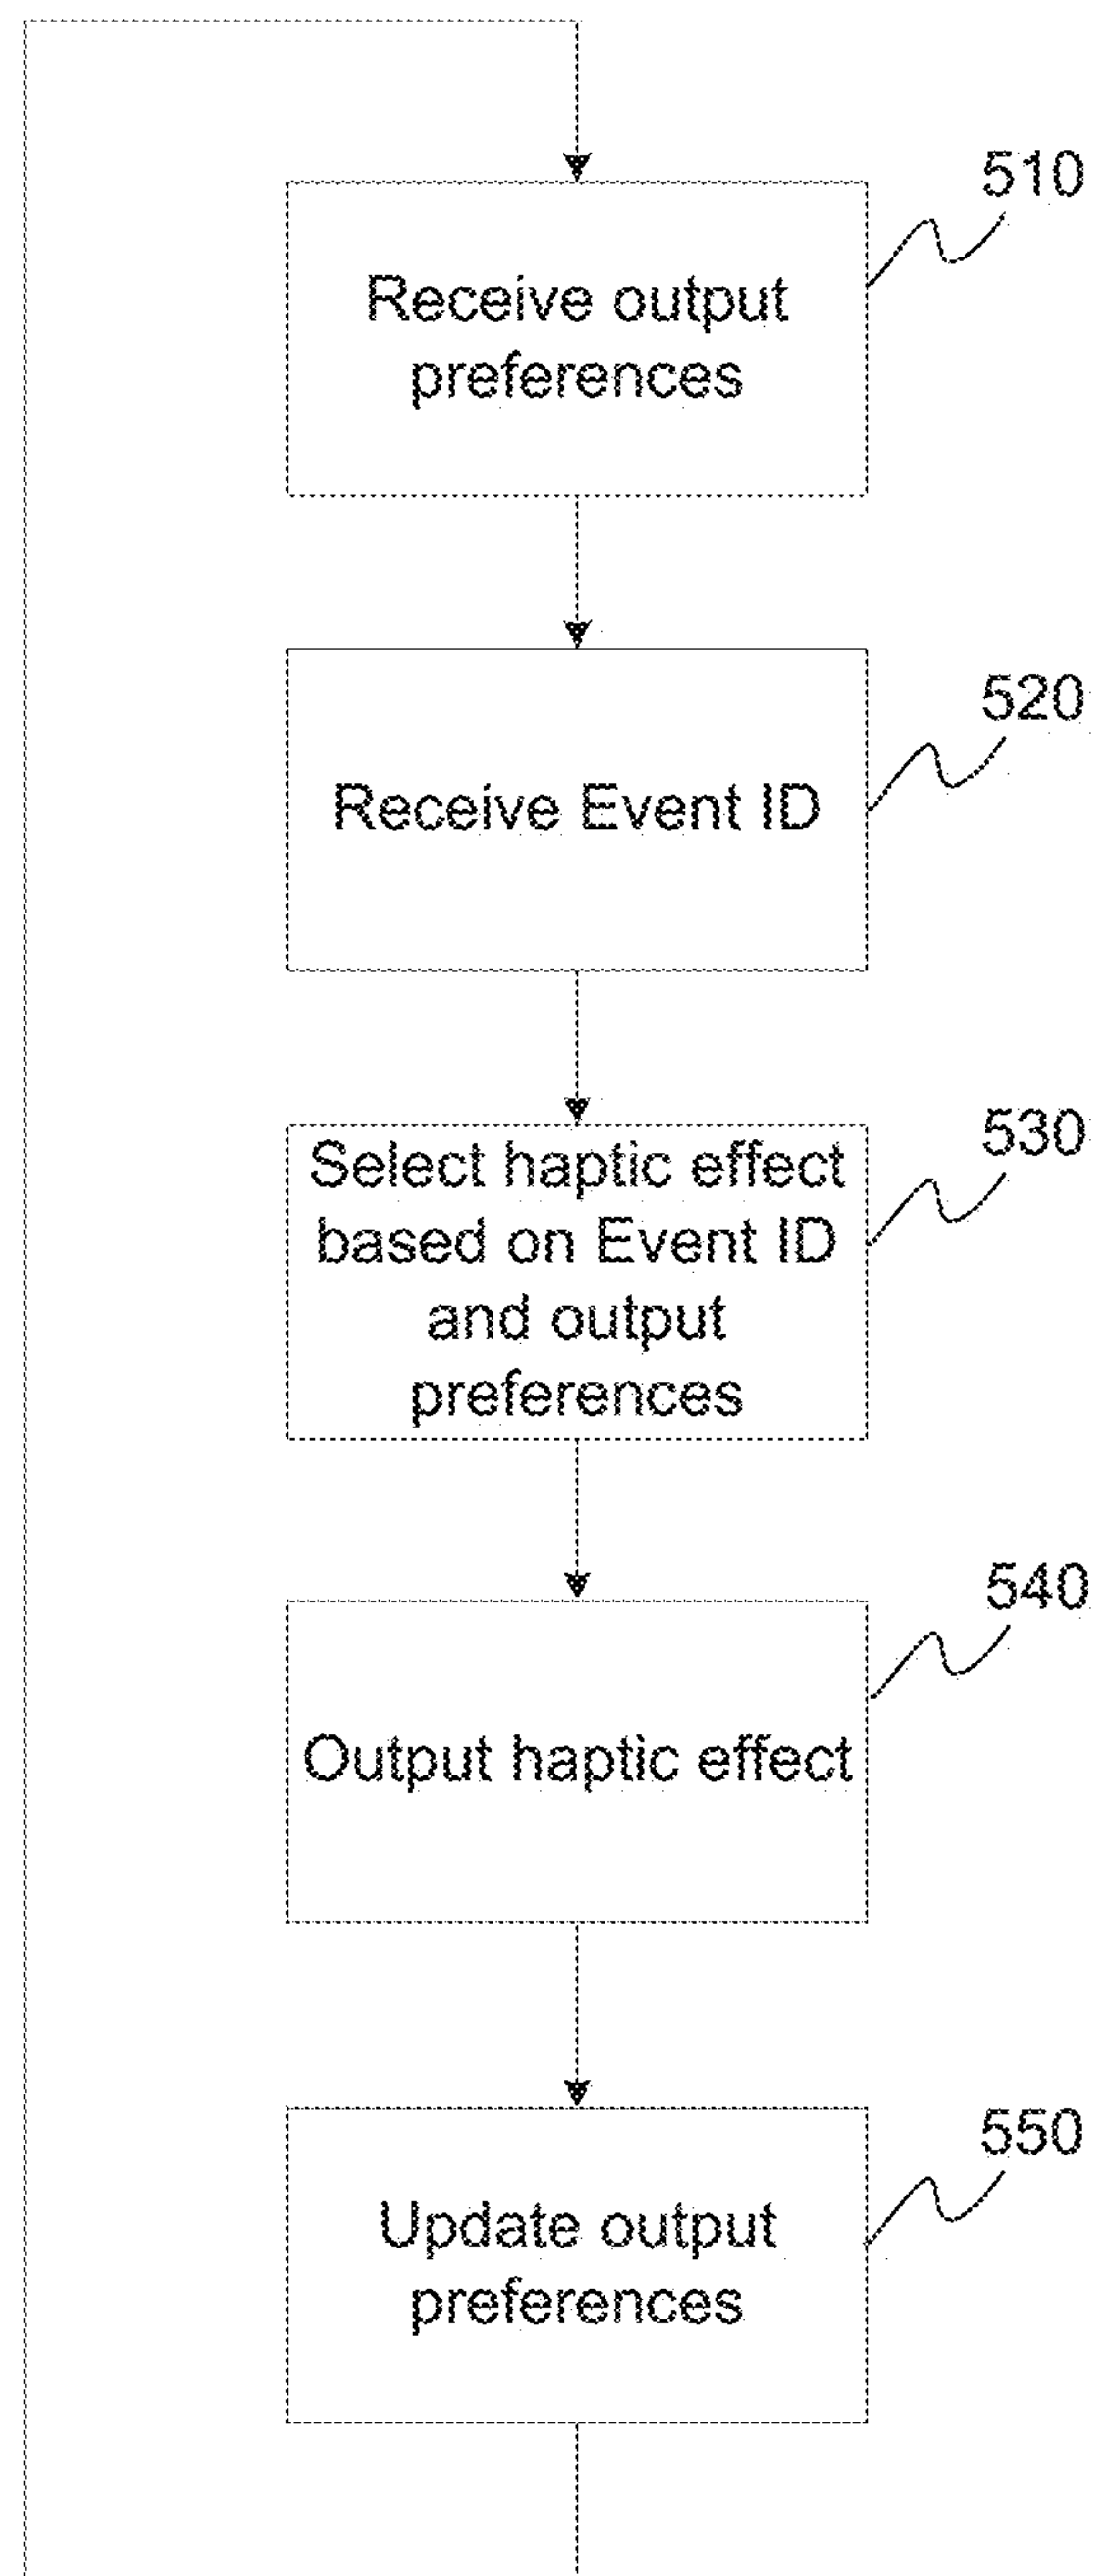 510
Receive output
preferences
520
Receive Event ID
530
Select haptic effect
based on Event ID
and output
preferences
540
Output haptic effect
550
Update output
preferences